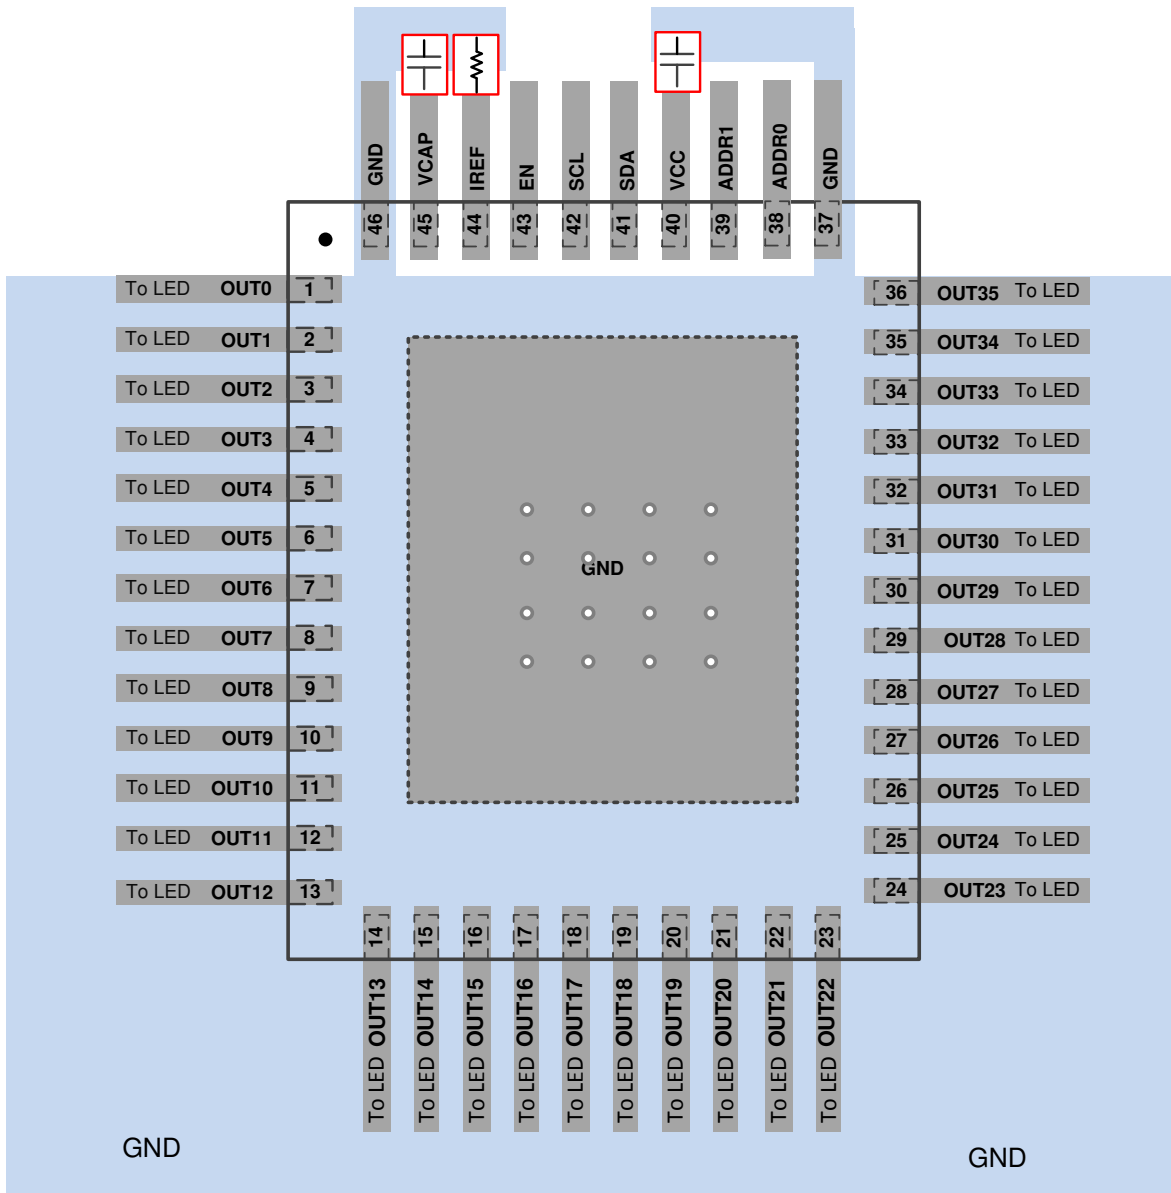 GND
VCAP
IREF
EN
SCL
SDA
VCC
ADDR1
ADDR0
GND
46
45
44
43
42
41
40
39
38
37
To LED OUT0 1
To LED OUT1 2
To LED OUT2 3
To LED OUT3 4
To LED OUT4 5
To LED OUT5 6
To LED OUT6 7
To LED OUT7 8
To LED OUT8 9
To LED OUT9 10
To LED OUT10 11
To LED OUT11 12
To LED OUT12 13
GND
36 OUT35 To LED
35 OUT34 To LED
34 OUT33 To LED
33 OUT32 To LED
32 OUT31 To LED
31 OUT30 To LED
30 OUT29 To LED
29 OUT28 To LED
28 OUT27 To LED
27 OUT26 To LED
26 OUT25 To LED
25 OUT24 To LED
24 OUT23 To LED
14
15
16
17
18
19
20
21
22
23
To LED OUT13
To LED OUT14
To LED OUT15
To LED OUT16
To LED OUT17
To LED OUT18
To LED OUT19
To LED OUT20
To LED OUT21
To LED OUT22
GND
GND